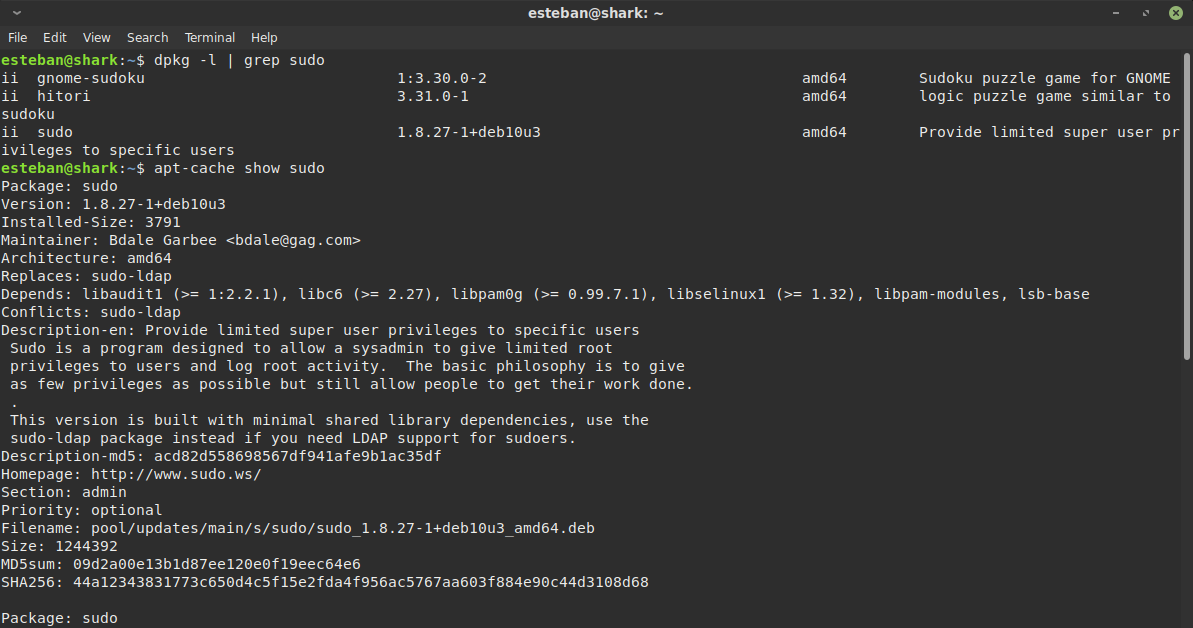 esteban@shark: ~
File Edit View Search Terminal Help
esteban@shark:~$ dpkg -l | grep sudo
ii  gnome-sudoku                            1:3.30.0-2                                   amd64        Sudoku puzzle game for GNOME
ii  hitori                                  3.31.0-1                                     amd64        logic puzzle game similar to
sudoku
ii  sudo                                    1.8.27-1+deb10u3                             amd64        Provide limited super user pr
ivileges to specific users
esteban@shark:~$ apt-cache show sudo
Package: sudo
Version: 1.8.27-1+deb10u3
Installed-Size: 3791
Maintainer: Bdale Garbee <bdale@gag.com>
Architecture: amd64
Replaces: sudo-ldap
Depends: libaudit1 (>= 1:2.2.1), libc6 (>= 2.27), libpam0g (>= 0.99.7.1), libselinux1 (>= 1.32), libpam-modules, lsb-base
Conflicts: sudo-ldap
Description-en: Provide limited super user privileges to specific users
 Sudo is a program designed to allow a sysadmin to give limited root
 privileges to users and log root activity.  The basic philosophy is to give
 as few privileges as possible but still allow people to get their work done.
 .
 This version is built with minimal shared library dependencies, use the
 sudo-ldap package instead if you need LDAP support for sudoers.
Description-md5: acd82d558698567df941afe9b1ac35df
Homepage: http://www.sudo.ws/
Section: admin
Priority: optional
Filename: pool/updates/main/s/sudo/sudo_1.8.27-1+deb10u3_amd64.deb
Size: 1244392
MD5sum: 09d2a00e13b1d87ee120e0f19eec64e6
SHA256: 44a12343831773c650d4c5f15e2fda4f956ac5767aa603f884e90c44d3108d68

Package: sudo